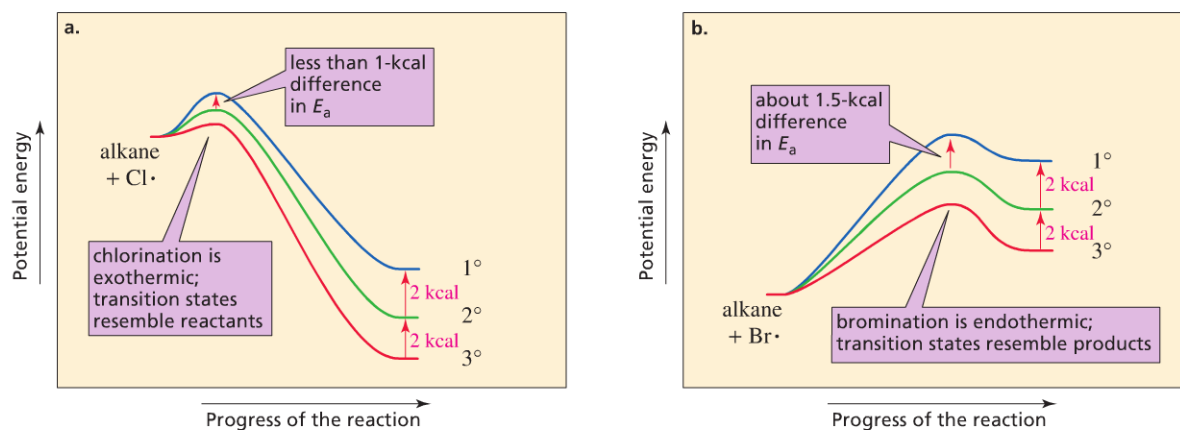 a.
less than 1-kcal
difference
in Ea
alkane
+ Cl·
chlorination is
exothermic;
transition states
resemble reactants
1°
2 kcal
2°
2 kcal
3°
Potential energy
Progress of the reaction
b.
about 1.5-kcal
difference
in Ea
1°
2 kcal
2°
2 kcal
3°
alkane
+ Br·
bromination is endothermic;
transition states resemble products
Potential energy
Progress of the reaction